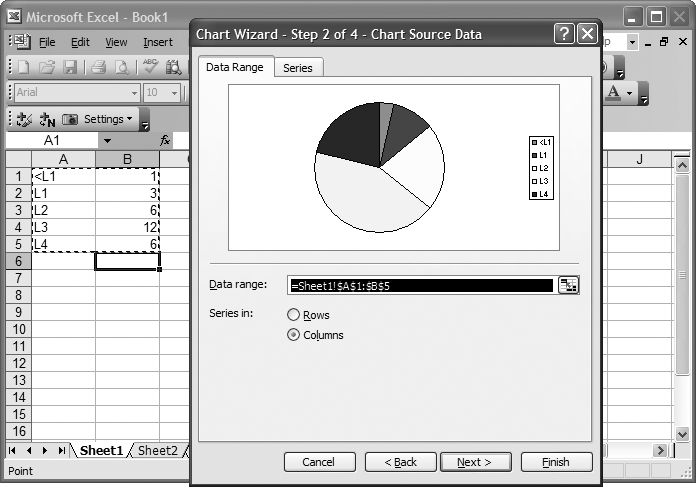 Microsoft Excel - Book1
File Edit View Insert
Arial 10
Settings
A1 fx
A B J
1 <L1 1
2 L1 3
3 L2 6
4 L3 12
5 L4 6
6
7
8
9
10
11
12
13
14
15
16
Sheet1 Sheet2
Point
Chart Wizard - Step 2 of 4 - Chart Source Data
Data Range Series
<L1
L1
L2
L3
L4
Data range: =Sheet1!$A$1:$B$5
Series in: Rows
Columns
Cancel < Back Next > Finish